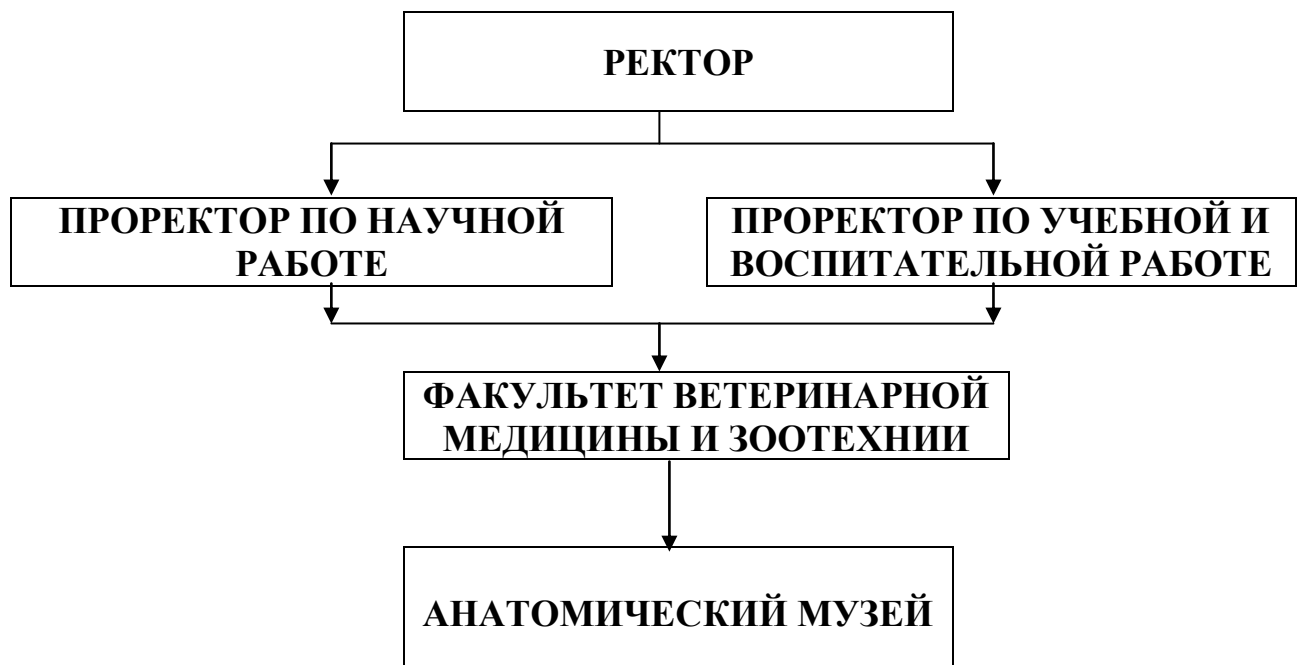 РЕКТОР
ПРОРЕКТОР ПО НАУЧНОЙ
РАБОТЕ
ПРОРЕКТОР ПО УЧЕБНОЙ И
ВОСПИТАТЕЛЬНОЙ РАБОТЕ
ФАКУЛЬТЕТ ВЕТЕРИНАРНОЙ
МЕДИЦИНЫ И ЗООТЕХНИИ
АНАТОМИЧЕСКИЙ МУЗЕЙ